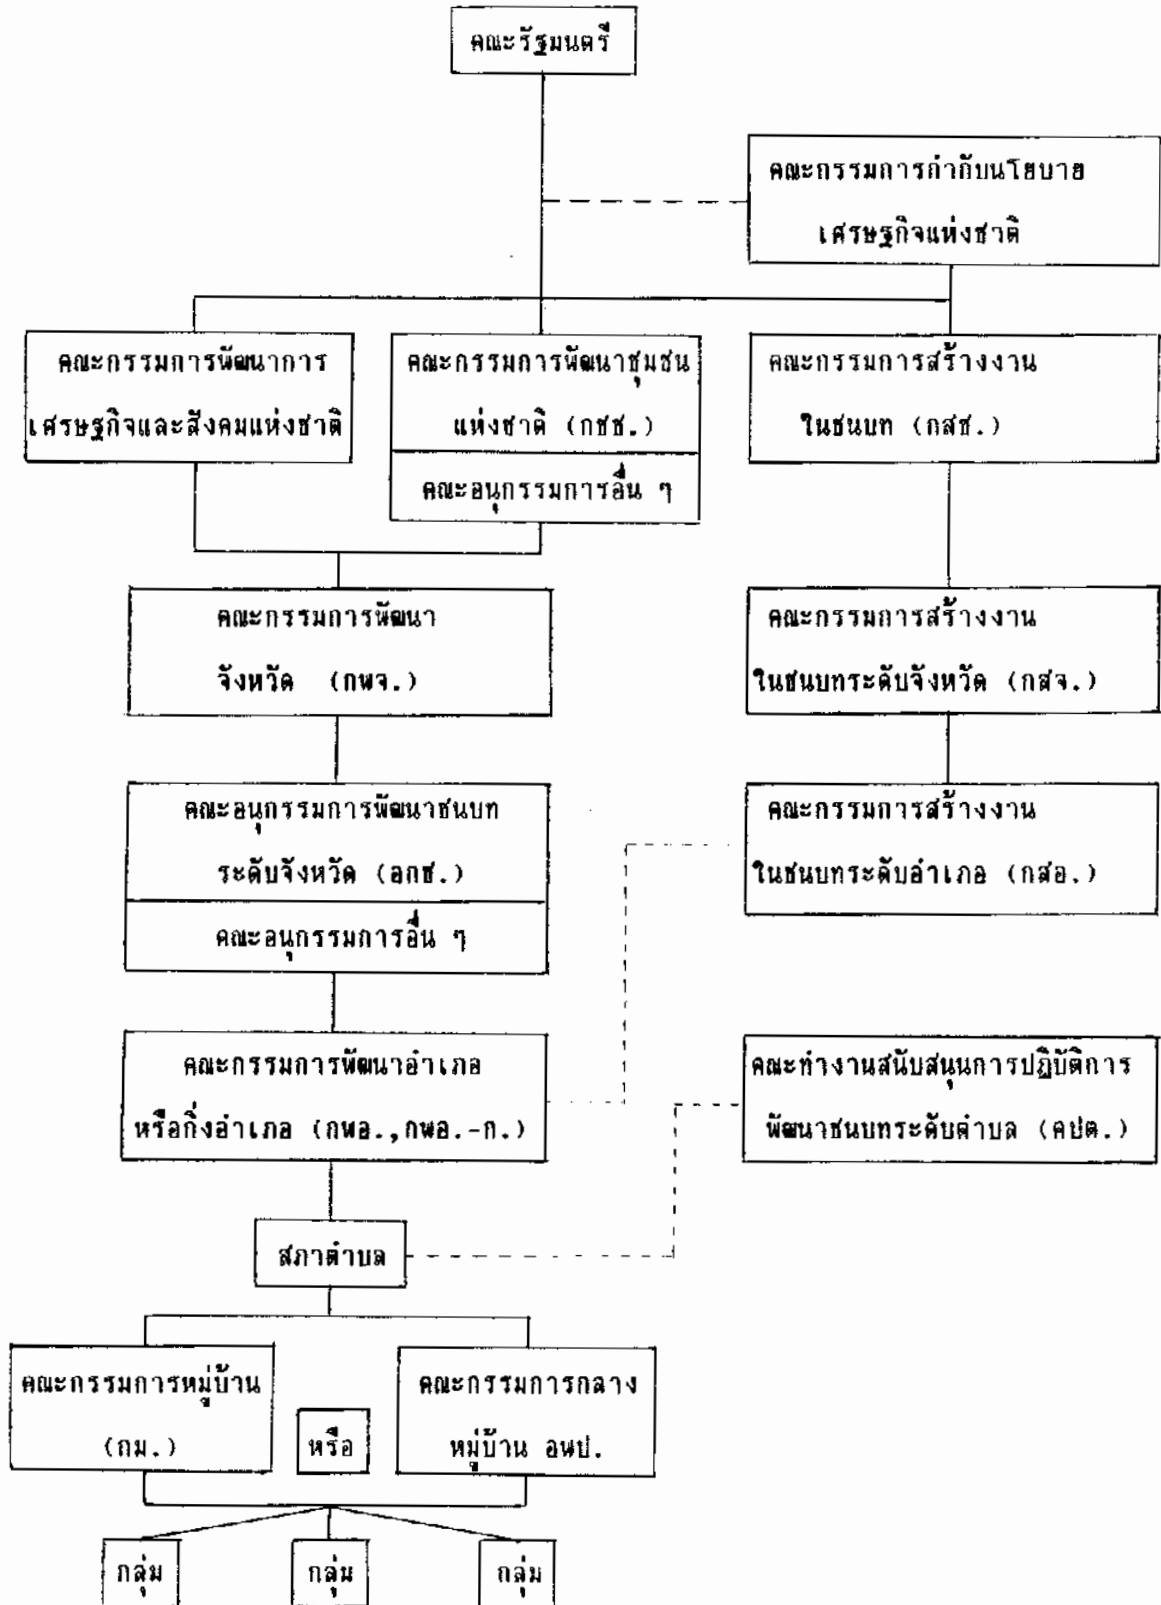 คณะรัฐมนตรี
คณะกรรมการกำกับนโยบาย
เศรษฐกิจแห่งชาติ
คณะกรรมการพัฒนาการ
เศรษฐกิจและสังคมแห่งชาติ
คณะกรรมการพัฒนาชุมชน
แห่งชาติ (กชช.)
คณะอนุกรรมการอื่น ๆ
คณะกรรมการสร้างงาน
ในชนบท (กสช.)
คณะกรรมการพัฒนา
จังหวัด (กพจ.)
คณะกรรมการสร้างงาน
ในชนบทระดับจังหวัด (กสจ.)
คณะอนุกรรมการพัฒนาชนบท
ระดับจังหวัด (อกช.)
คณะอนุกรรมการอื่น ๆ
คณะกรรมการสร้างงาน
ในชนบทระดับอำเภอ (กสอ.)
คณะกรรมการพัฒนาอำเภอ
หรือกิ่งอำเภอ (กพอ.,กพอ.-ก.)
คณะทำงานสนับสนุนการปฏิบัติการ
พัฒนาชนบทระดับตำบล (คปต.)
สภาตำบล
คณะกรรมการหมู่บ้าน
(กม.)
หรือ
คณะกรรมการกลาง
หมู่บ้าน อพป.
กลุ่ม กลุ่ม กลุ่ม